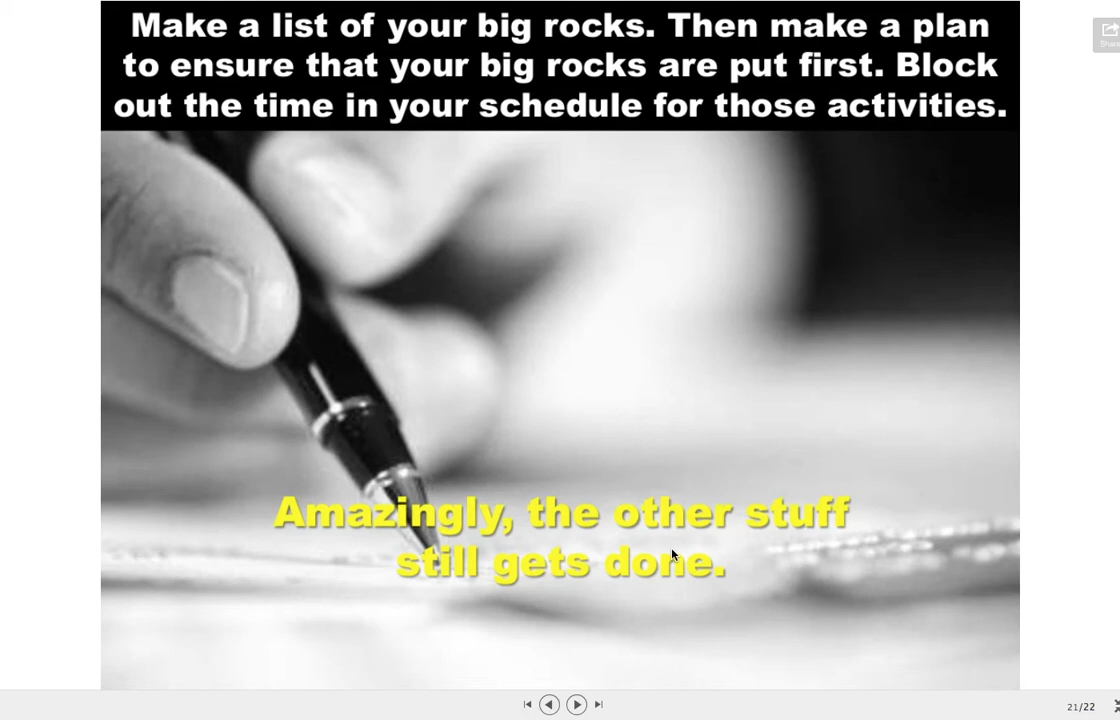 Make a list of your big rocks. Then make a plan
to ensure that your big rocks are put first. Block
out the time in your schedule for those activities.
Amazingly, the other stuff
still gets done.
21/22